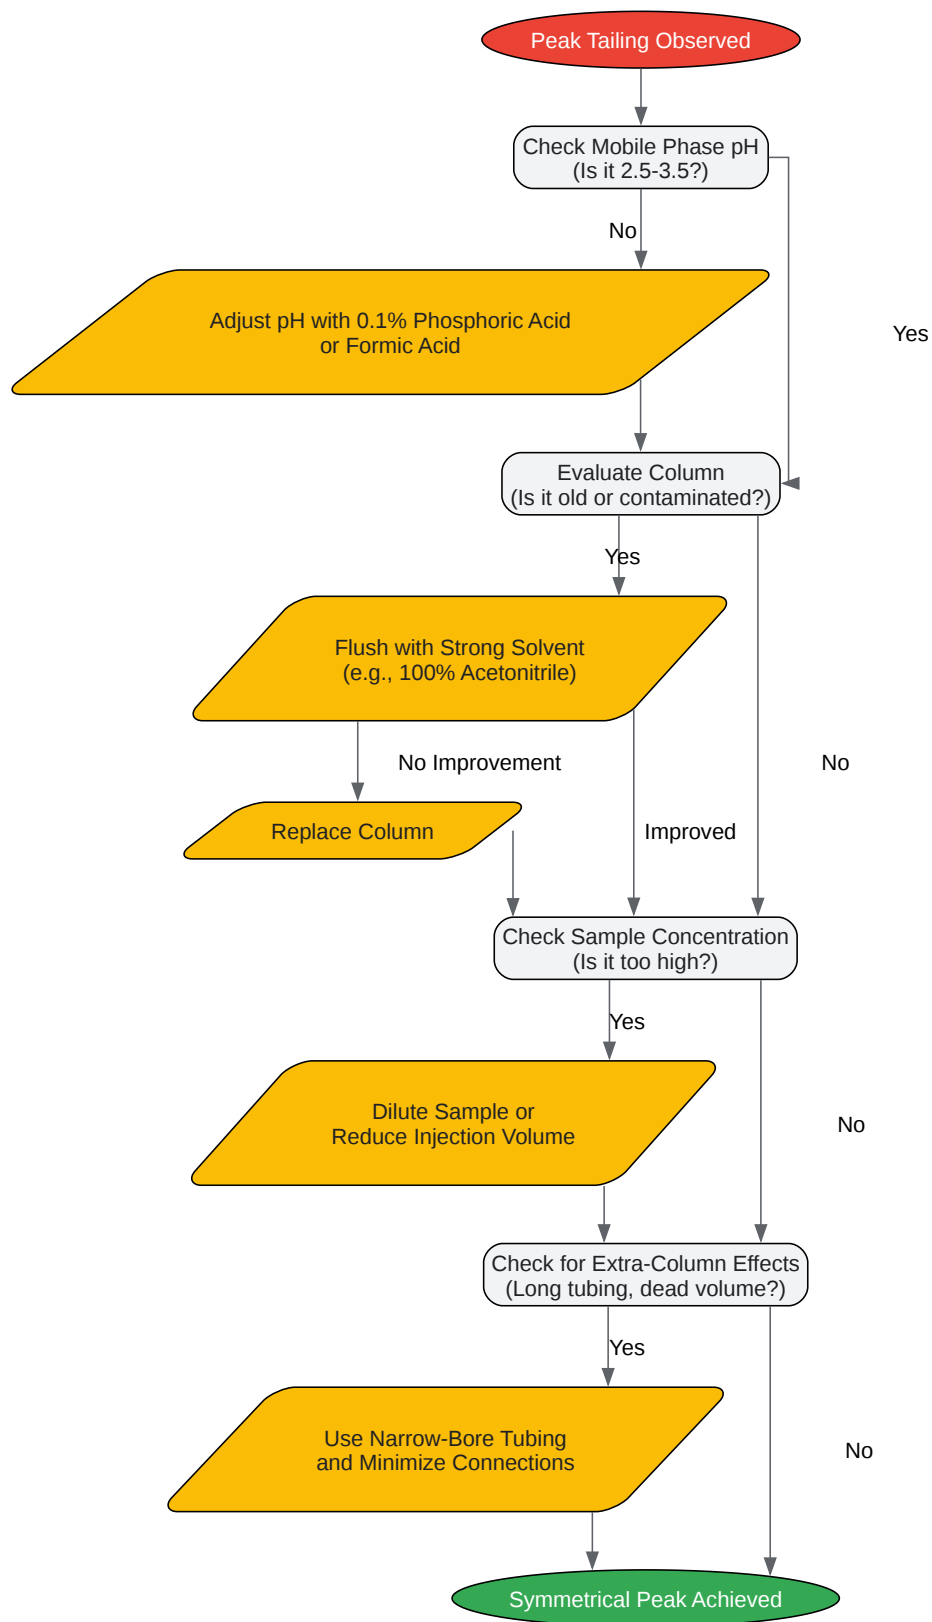 Peak Tailing Observed
Check Mobile Phase pH
(Is it 2.5-3.5?)
No
Adjust pH with 0.1% Phosphoric Acid
or Formic Acid
Yes
Evaluate Column
(Is it old or contaminated?)
Yes
Flush with Strong Solvent
(e.g., 100% Acetonitrile)
No Improvement
No
Replace Column
Improved
Check Sample Concentration
(Is it too high?)
Yes
Dilute Sample or
Reduce Injection Volume
No
Check for Extra-Column Effects
(Long tubing, dead volume?)
Yes
Use Narrow-Bore Tubing
and Minimize Connections
No
Symmetrical Peak Achieved